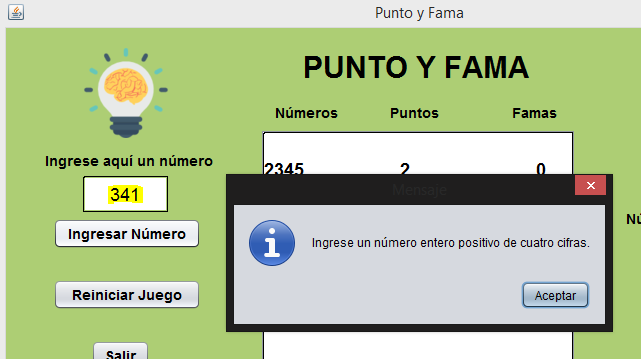 Punto y Fama
PUNTO Y FAMA
Números Puntos Famas
Ingrese aquí un número
2345 2 0
341
Mensaje
Ingresar Número
Ingrese un número entero positivo de cuatro cifras.
Reiniciar Juego
Aceptar
Salir